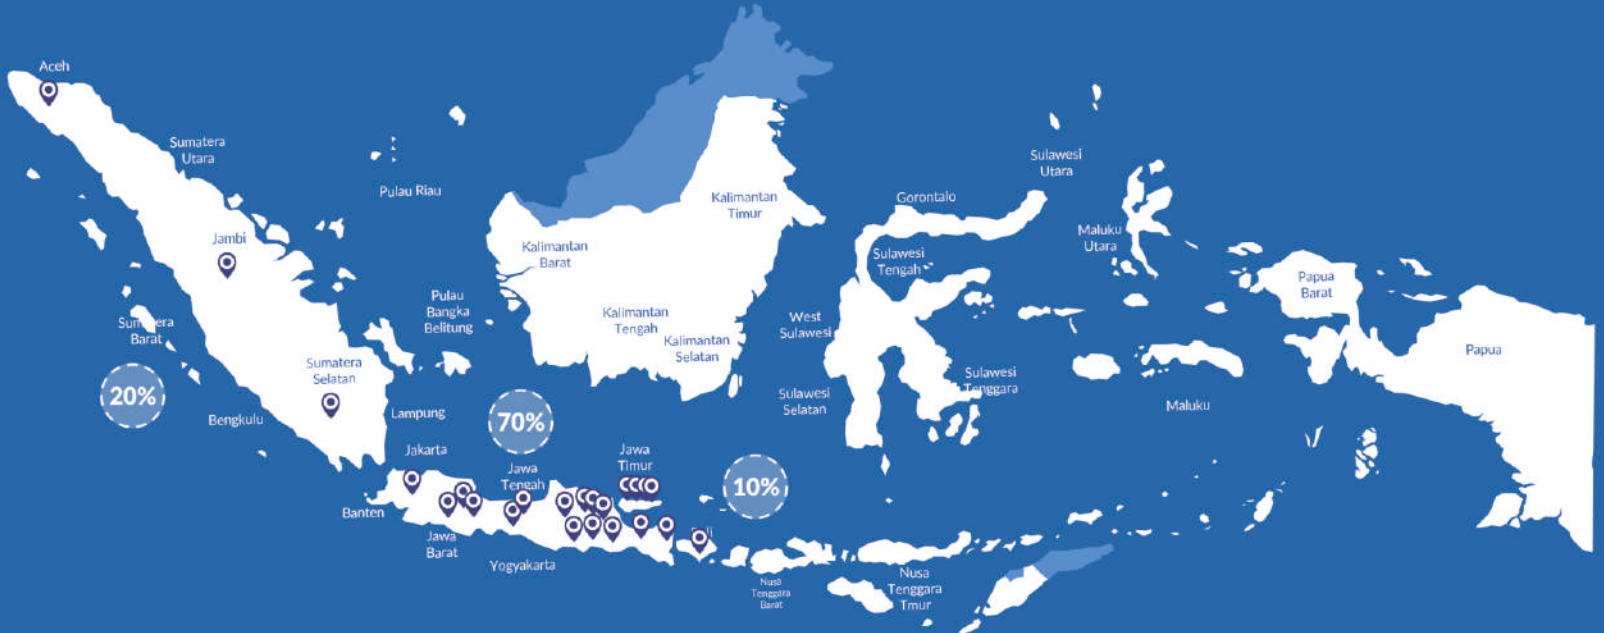 Aceh
Sumatera
Utara
Pulau Riau
Jambi
Sumatera
Barat
Pulau
Bangka
Belitung
Sumatera
Selatan
20%
Bengkulu
Lampung
70%
Jakarta
Banten
Jawa
Barat
Jawa
Tengah
Yogyakarta
Jawa
Timur
10%
Kalimantan
Barat
Kalimantan
Timur
Kalimantan
Tengah
Kalimantan
Selatan
Gorontalo
Sulawesi
Utara
Sulawesi
Tengah
West
Sulawesi
Sulawesi
Selatan
Sulawesi
Tenggara
Maluku
Utara
Maluku
Papua
Barat
Papua
Nusa
Tenggara
Barat
Nusa
Tenggara
Tmur